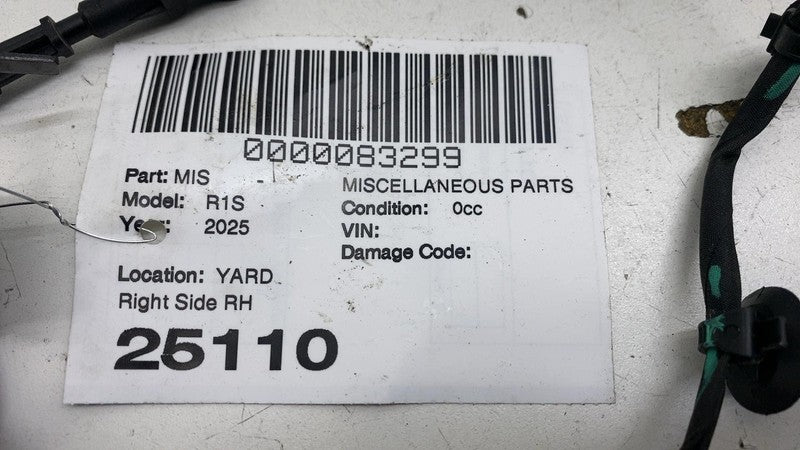 0000083299
Part: MIS
MISCELLANEOUS PARTS
Model: R1S
Condition: 0cc
Year: 2025
VIN:
Damage Code:
Location: YARD
Right Side RH
25110